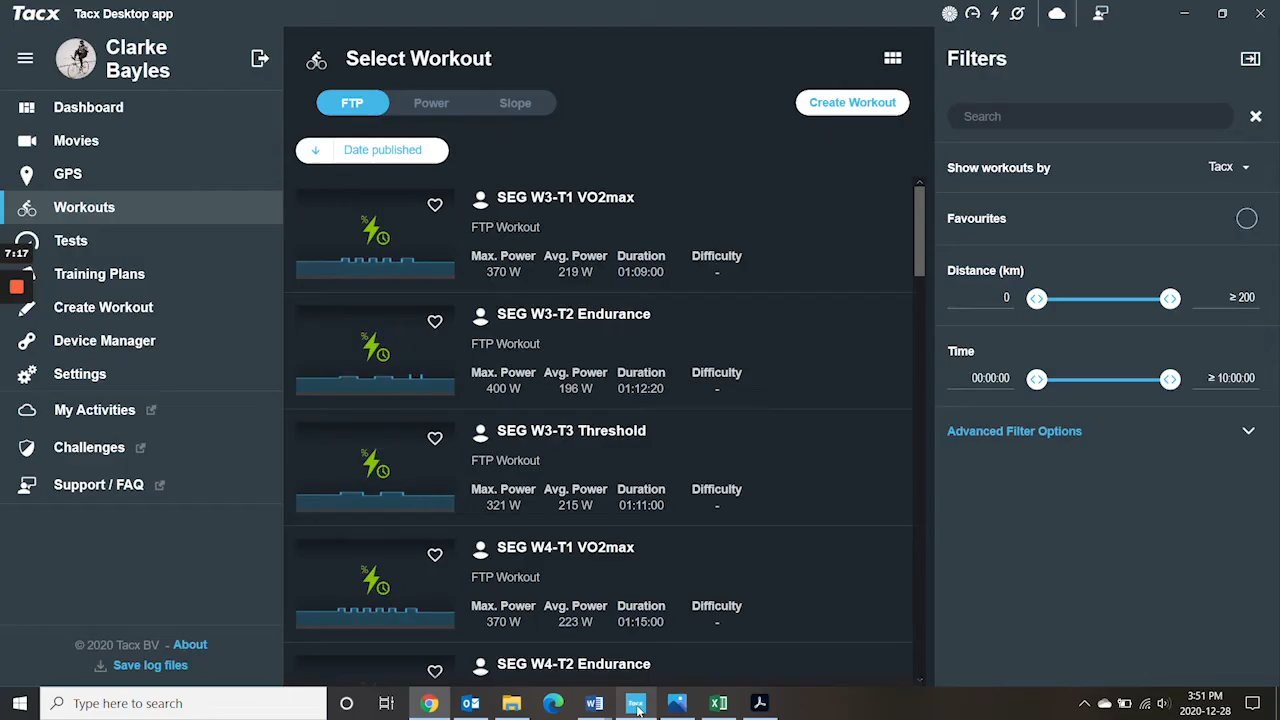 Tacx Tacx Desktop app
Clarke
Bayles
Dashboard
Movies
GPS
Workouts
Tests
7:17
Training Plans
Create Workout
Device Manager
Settings
My Activities
Challenges
Support / FAQ
© 2020 Tacx BV - About
Save log files
Select Workout
FTP Power Slope
Create Workout
Date published
SEG W3-T1 VO2max
FTP Workout
Max. Power Avg. Power Duration Difficulty
370 W 219 W 01:09:00 -
%
SEG W3-T2 Endurance
FTP Workout
Max. Power Avg. Power Duration Difficulty
400 W 196 W 01:12:20 -
%
SEG W3-T3 Threshold
FTP Workout
Max. Power Avg. Power Duration Difficulty
321 W 215 W 01:11:00 -
%
SEG W4-T1 VO2max
FTP Workout
Max. Power Avg. Power Duration Difficulty
370 W 223 W 01:15:00 -
%
SEG W4-T2 Endurance
Filters
Search
Show workouts by Tacx
Favourites
Distance (km)
0 ≥ 200
Time
00:00:00 ≥ 10:00:00
Advanced Filter Options
Type here to search
Tacx
3:51 PM
2020-12-28